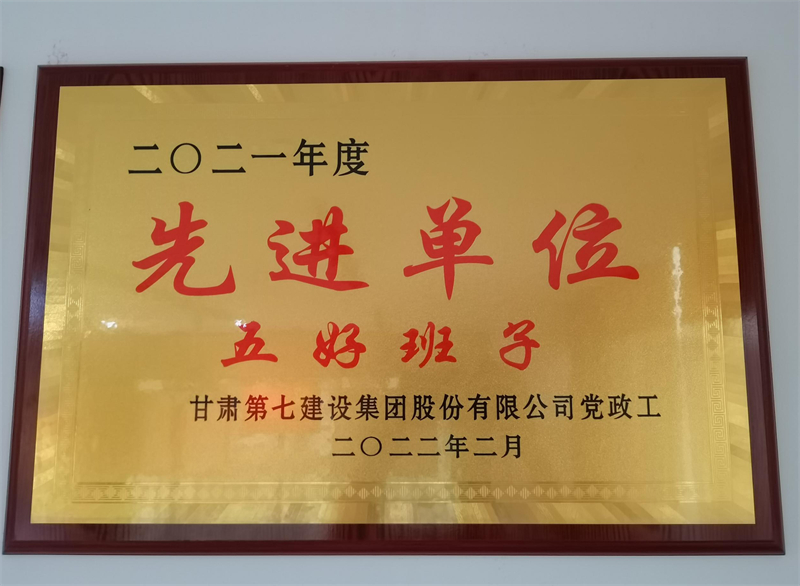 二〇二一年度
先进单位
五好班子
甘肃第七建设集团股份有限公司党政工
二〇二二年二月